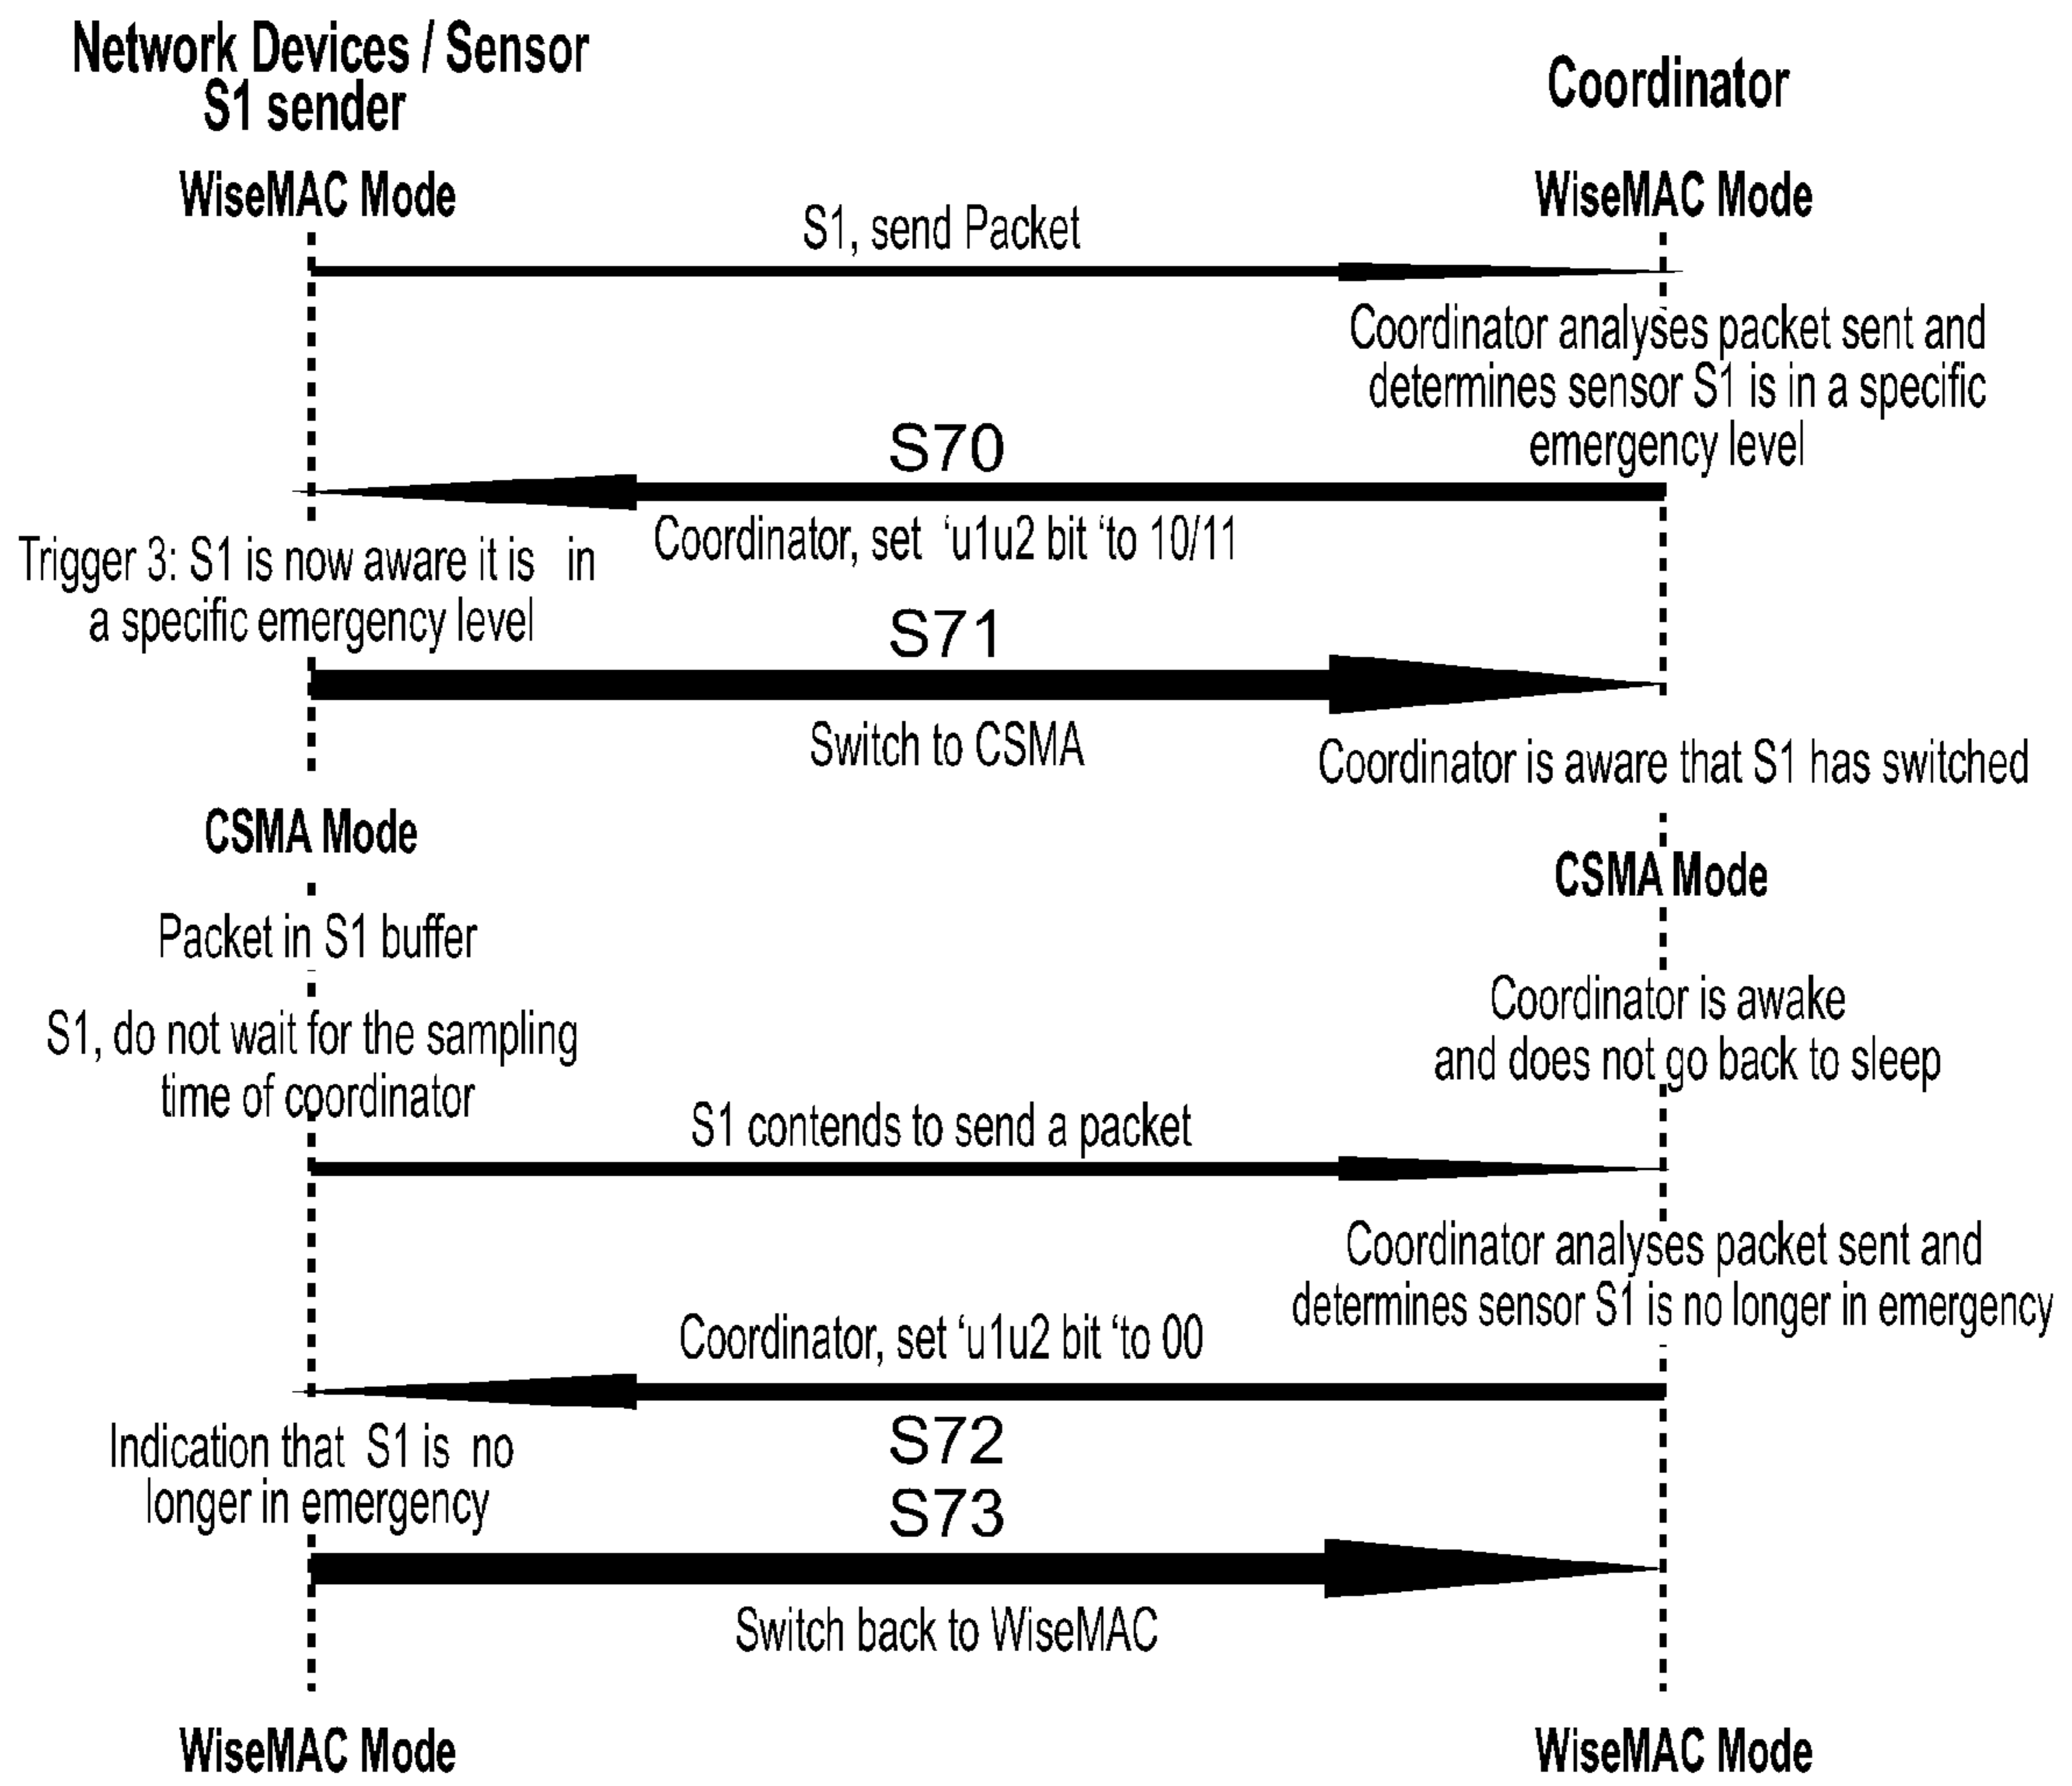 Network Devices / Sensor
S1 sender
Coordinator
WiseMAC Mode
WiseMAC Mode
S1, send Packet
Coordinator analyses packet sent and
determines sensor S1 is in a specific
emergency level
S70
Coordinator, set ‘u1u2 bit ‘to 10/11
Trigger 3: S1 is now aware it is in
a specific emergency level
S71
Switch to CSMA
Coordinator is aware that S1 has switched
CSMA Mode
CSMA Mode
Packet in S1 buffer
S1, do not wait for the sampling
time of coordinator
Coordinator is awake
and does not go back to sleep
S1 contends to send a packet
Coordinator analyses packet sent and
determines sensor S1 is no longer in emergency
Coordinator, set ‘u1u2 bit ‘to 00
S72
Indication that S1 is no
longer in emergency
S73
Switch back to WiseMAC
WiseMAC Mode
WiseMAC Mode